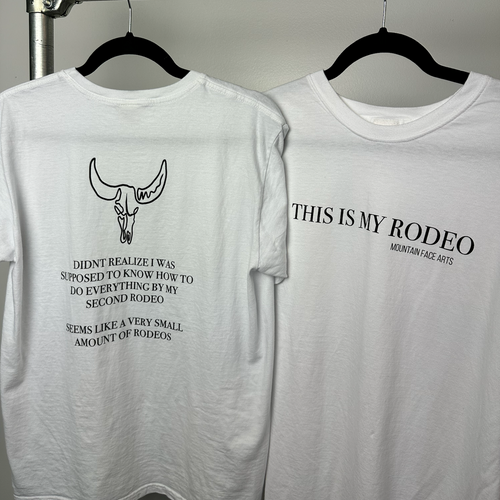 DIDNT REALIZE I WAS
SUPPOSED TO KNOW HOW TO
DO EVERYTHING BY MY
SECOND RODEO
SEEMS LIKE A VERY SMALL
AMOUNT OF RODEOS
THIS IS MY RODEO
MOUNTAIN FACE ARTS